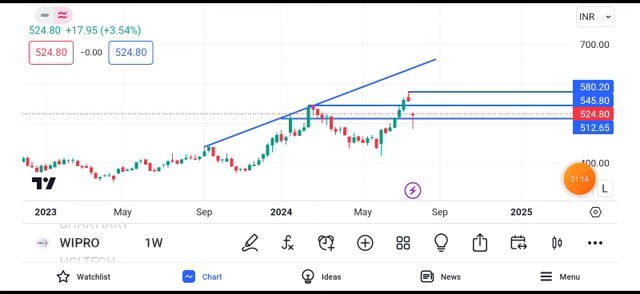 524.80 +17.95 (+3.54%)
INR
524.80 −0.00 524.80
700.00
580.20
545.80
524.80
512.65
400.00
01:14
L
2023 May Sep 2024 May Sep 2025
WIPRO 1W
Watchlist Chart Ideas News Menu